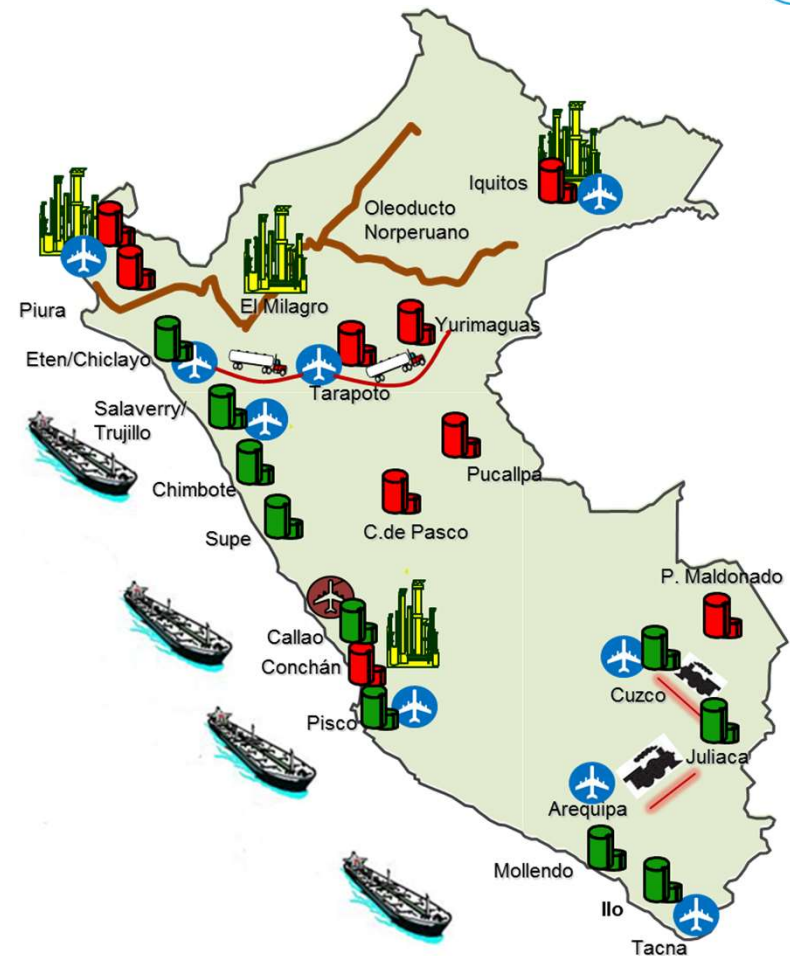 Iquitos
Oleoducto
Norperuano
Piura
El Milagro
Yurimaguas
Eten/Chiclayo
Tarapoto
Salaverry/
Trujillo
Pucallpa
Chimbote
C.de Pasco
Supe
P. Maldonado
Callao
Conchán
Cuzco
Pisco
Juliaca
Arequipa
Mollendo
Ilo
Tacna